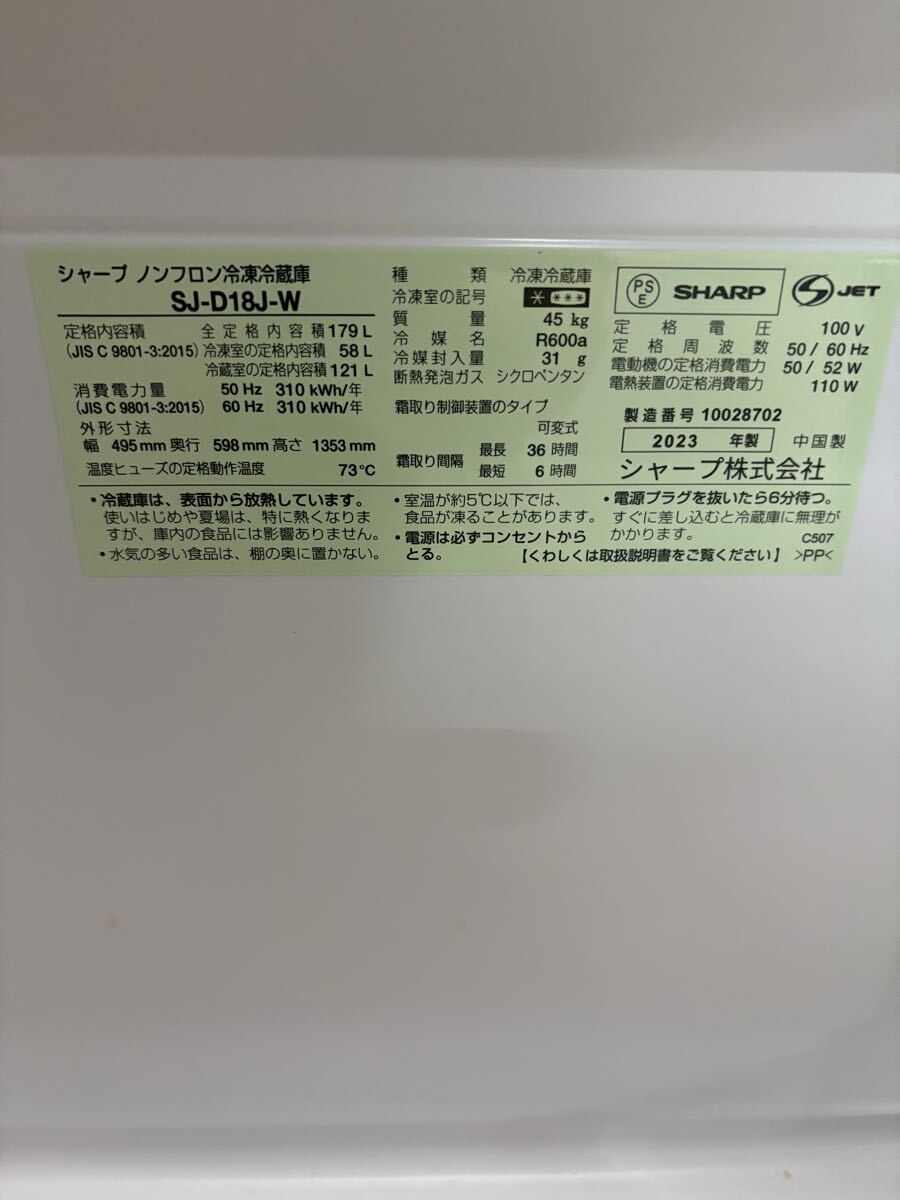 シャープ ノンフロン冷凍冷蔵庫
SJ-D18J-W
定格内容積 全定格内容積 179 L
(JIS C 9801-3:2015) 冷凍室の定格内容積 58 L
冷蔵室の定格内容積 121 L
消費電力量 50 Hz 310 kWh/年
(JIS C 9801-3:2015) 60 Hz 310 kWh/年
外形寸法
幅 495 mm 奥行 598 mm 高さ 1353 mm
温度ヒューズの定格動作温度 73℃
種類 冷凍冷蔵庫
冷凍室の記号 * ***
質量 45 kg
冷媒名 R600a
冷媒封入量 31 g
断熱発泡ガス シクロペンタン
霜取り制御装置のタイプ
可変式
霜取り間隔 最長 36 時間
最短 6 時間
PSE SHARP S JET
定格電圧 100 V
定格周波数 50 / 60 Hz
電動機の定格消費電力 50 / 52 W
電熱装置の定格消費電力 110 W
製造番号 10028702
2023 年製 中国製
シャープ株式会社
・冷蔵庫は、表面から放熱しています。
使いはじめや夏場は、特に熱くなりま
すが、庫内の食品には影響ありません。
・水気の多い食品は、棚の奥に置かない。
・室温が約5℃以下では、
食品が凍ることがあります。
・電源は必ずコンセントから
とる。
・電源プラグを抜いたら6分待つ。
すぐに差し込むと冷蔵庫に無理が
かかります。 C507
【くわしくは取扱説明書をご覧ください】 >PP<